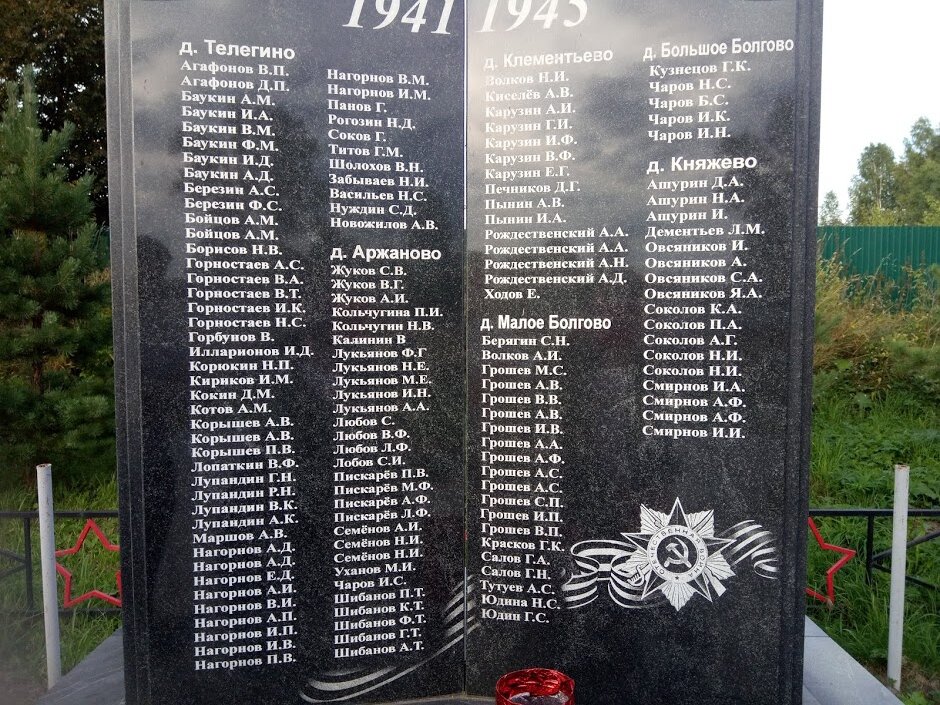 1941 1945
д. Телегино
Агафонов В.П.
Агафонов Д.П.
Баукин А.М.
Баукин И.А.
Баукин В.М.
Баукин Ф.М.
Баукин И.Д.
Баукин А.Д.
Березин А.С.
Березин Ф.С.
Бойцов А.М.
Бойцов А.М.
Борисов Н.В.
Горностаев А.С.
Горностаев В.А.
Горностаев В.Т.
Горностаев И.К.
Горностаев Н.С.
Горбунов В.
Илларионов И.Д.
Корюкин Н.П.
Кириков И.М.
Кокин Д.М.
Котов А.М.
Корышев А.В.
Корышев А.В.
Корышев П.В.
Лопаткин В.Ф.
Лупандин Г.Н.
Лупандин Р.Н.
Лупандин В.К.
Лупандин А.К.
Маршов А.В.
Нагорнов А.Д.
Нагорнов А.Д.
Нагорнов Е.Д.
Нагорнов А.И.
Нагорнов В.И.
Нагорнов А.П.
Нагорнов И.П.
Нагорнов И.В.
Нагорнов П.В.
Нагорнов В.М.
Нагорнов И.М.
Панов Г.
Рогозин Н.Д.
Соков Г.
Титов Г.М.
Шолохов В.Н.
Забываев Н.И.
Васильев Н.С.
Нуждин С.Д.
Новожилов А.В.
д. Аржаново
Жуков С.В.
Жуков В.Г.
Жуков А.И.
Кольчугина П.И.
Кольчугин Н.В.
Калинин В
Лукьянов Ф.Г
Лукьянов Н.Е.
Лукьянов М.Е.
Лукьянов И.Н.
Лукьянов А.А.
Любов С.
Любов В.Ф.
Любов Л.Ф.
Лобов С.И.
Пискарёв П.В.
Пискарёв М.Ф.
Пискарёв А.Ф.
Пискарёв Л.Ф.
Семёнов А.И.
Семёнов Н.И.
Семёнов Н.И.
Уханов М.И.
Чаров И.С.
Шибанов П.Т.
Шибанов К.Т.
Шибанов Ф.Т.
Шибанов Г.Т.
Шибанов А.Т.
д. Клементьево
Волков Н.И.
Киселёв А.В.
Карузин А.И.
Карузин Г.И.
Карузин И.Ф.
Карузин В.Ф.
Карузин Е.Г.
Печников Д.Г.
Пынин А.В.
Пынин И.А.
Рождественский А.А.
Рождественский А.А.
Рождественский А.Н.
Рождественский А.Д.
Ходов Е.
д. Малое Болгово
Берягин С.Н.
Волков А.И.
Грошев М.С.
Грошев А.В.
Грошев В.В.
Грошев А.В.
Грошев И.В.
Грошев А.А.
Грошев А.Ф.
Грошев А.С.
Грошев А.С.
Грошев С.П.
Грошев И.П.
Грошев В.П.
Красков Г.К.
Салов Г.А.
Салов Г.Н.
Тутуев А.С.
Юдина Н.С.
Юдин Г.С.
д. Большое Болгово
Кузнецов Г.К.
Чаров Н.С.
Чаров Б.С.
Чаров И.К.
Чаров И.Н.
д. Княжево
Ашурин Д.А.
Ашурин Н.А.
Ашурин И.
Дементьев Л.М.
Овсяников И.
Овсяников А.
Овсяников С.А.
Овсяников Я.А.
Соколов К.А.
Соколов П.А.
Соколов А.Г.
Соколов Н.И.
Соколов Н.И.
Смирнов И.А.
Смирнов А.Ф.
Смирнов А.Ф.
Смирнов И.И.